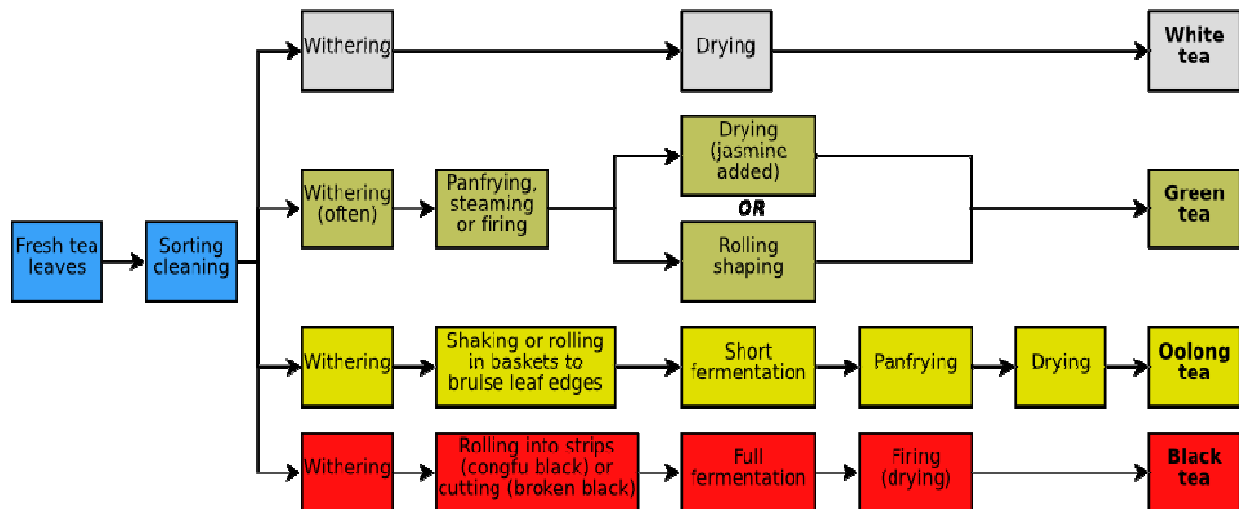 Withering
Drying
White
tea
Withering
(often)
Panfrying,
steaming
or firing
Drying
(jasmine
added)
OR
Rolling
shaping
Green
tea
Fresh tea
leaves
Sorting
cleaning
Withering
Shaking or rolling
in baskets to
bruise leaf edges
Short
fermentation
Panfrying
Drying
Oolong
tea
Withering
Rolling into strips
(congfu black) or
cutting (broken black)
Full
fermentation
Firing
(drying)
Black
tea